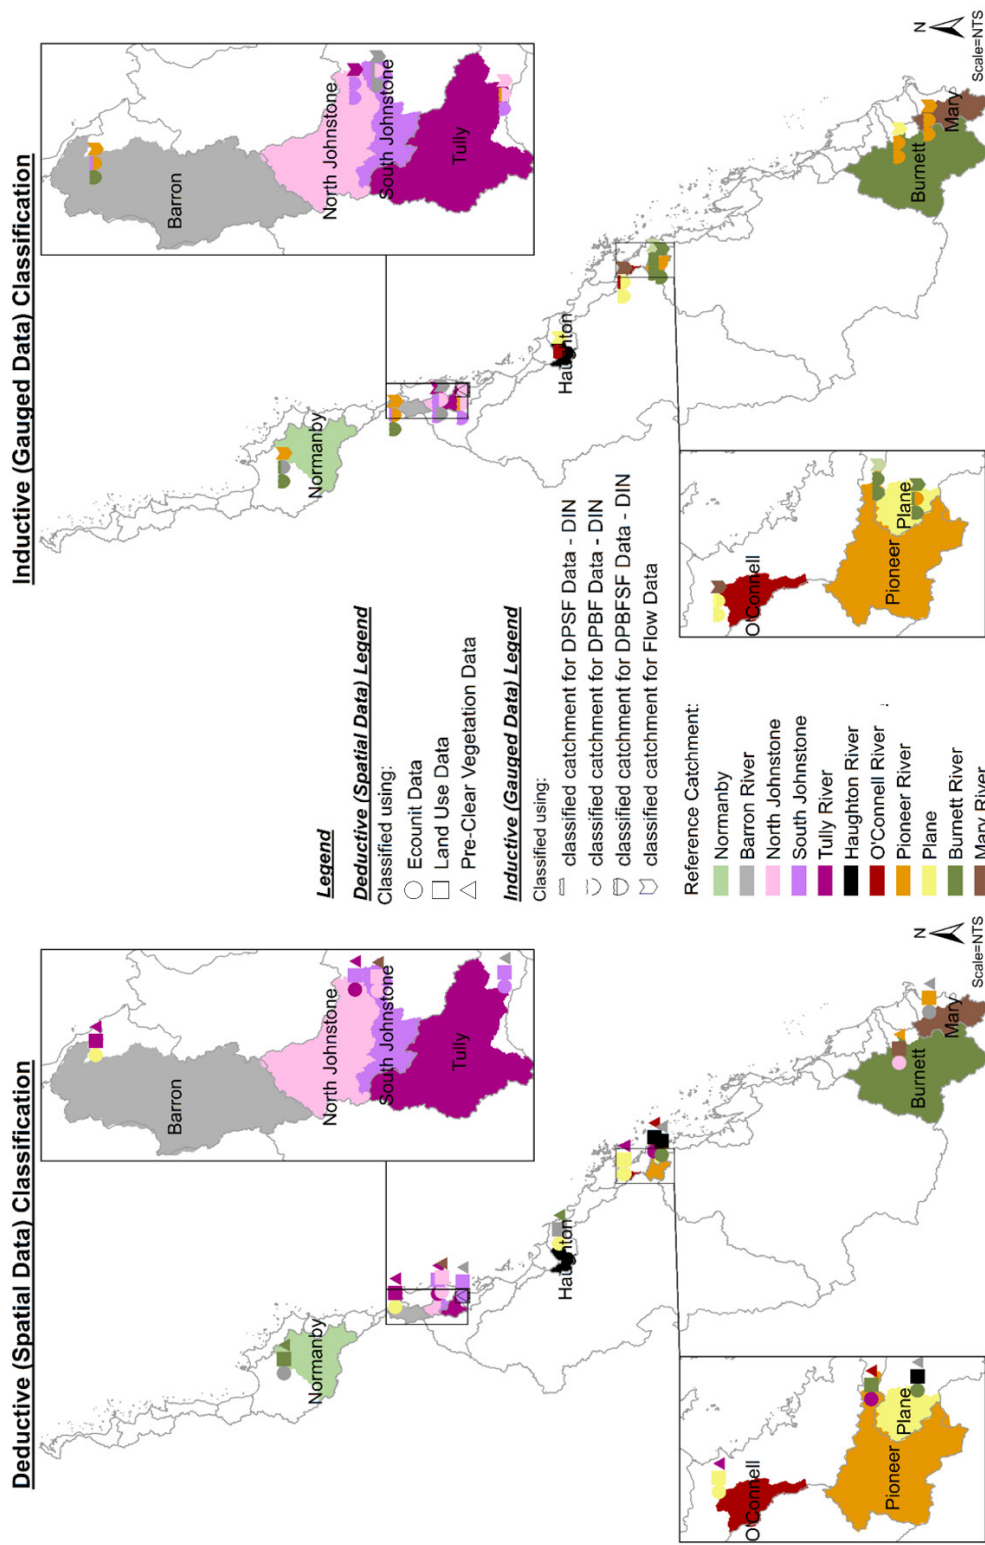 Deductive (Spatial Data) Classification
Normanby
Haughton
Burnett
Mary
Barron
North Johnstone
South Johnstone
Tully
O'Connell
Pioneer
Plane
N
Scale=NTS
Legend
Deductive (Spatial Data) Legend
Classified using:
Ecounit Data
Land Use Data
Pre-Clear Vegetation Data
Inductive (Gauged Data) Legend
Classified using:
classified catchment for DPSF Data - DIN
classified catchment for DPBF Data - DIN
classified catchment for DPBFSF Data - DIN
classified catchment for Flow Data
Reference Catchment:
Normanby
Barron River
North Johnstone
South Johnstone
Tully River
Haughton River
O'Connell River
Pioneer River
Plane
Burnett River
Mary River
Inductive (Gauged Data) Classification
Normanby
Haughton
Burnett
Mary
Barron
North Johnstone
South Johnstone
Tully
O'Connell
Pioneer
Plane
N
Scale=NTS